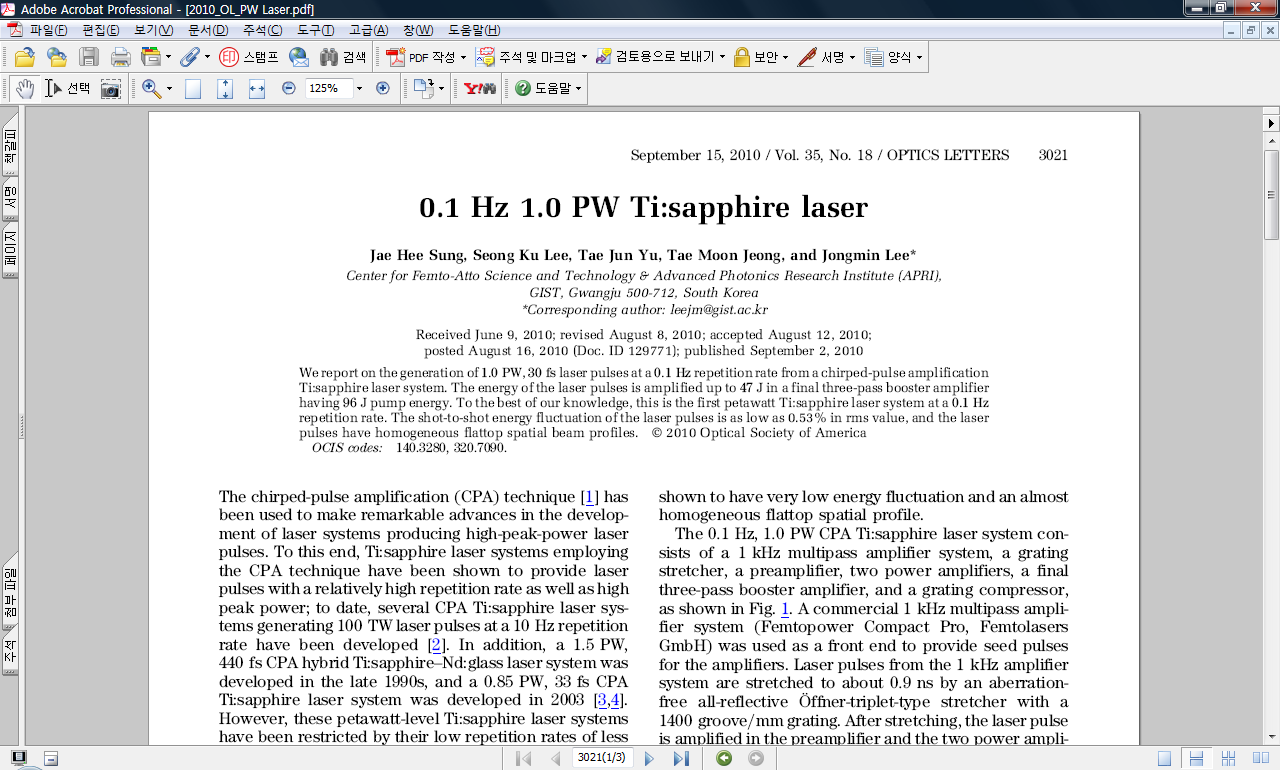 Adobe Acrobat Professional - [2010_OL_PW Laser.pdf]
파일(F) 편집(E) 보기(V) 문서(D) 주석(C) 도구(T) 고급(A) 창(W) 도움말(H)
스탬프 검색 PDF 작성 주석 및 마크업 검토용으로 보내기 보안 서명 양식
선택 125% Y! 도움말
책갈피
서명
페이지
작업 방법
첨부
September 15, 2010 / Vol. 35, No. 18 / OPTICS LETTERS 3021
0.1 Hz 1.0 PW Ti:sapphire laser
Jae Hee Sung, Seong Ku Lee, Tae Jun Yu, Tae Moon Jeong, and Jongmin Lee*
Center for Femto-Atto Science and Technology & Advanced Photonics Research Institute (APRI),
GIST, Gwangju 500-712, South Korea
*Corresponding author: leejm@gist.ac.kr
Received June 9, 2010; revised August 8, 2010; accepted August 12, 2010;
posted August 16, 2010 (Doc. ID 129771); published September 2, 2010
We report on the generation of 1.0 PW, 30 fs laser pulses at a 0.1 Hz repetition rate from a chirped-pulse amplification
Ti:sapphire laser system. The energy of the laser pulses is amplified up to 47 J in a final three-pass booster amplifier
having 96 J pump energy. To the best of our knowledge, this is the first petawatt Ti:sapphire laser system at a 0.1 Hz
repetition rate. The shot-to-shot energy fluctuation of the laser pulses is as low as 0.53% in rms value, and the laser
pulses have homogeneous flattop spatial beam profiles. © 2010 Optical Society of America
OCIS codes: 140.3280, 320.7090.
The chirped-pulse amplification (CPA) technique [1] has
been used to make remarkable advances in the develop-
ment of laser systems producing high-peak-power laser
pulses. To this end, Ti:sapphire laser systems employing
the CPA technique have been shown to provide laser
pulses with a relatively high repetition rate as well as high
peak power; to date, several CPA Ti:sapphire laser sys-
tems generating 100 TW laser pulses at a 10 Hz repetition
rate have been developed [2]. In addition, a 1.5 PW,
440 fs CPA hybrid Ti:sapphire–Nd:glass laser system was
developed in the late 1990s, and a 0.85 PW, 33 fs CPA
Ti:sapphire laser system was developed in 2003 [3,4].
However, these petawatt-level Ti:sapphire laser systems
have been restricted by their low repetition rates of less
shown to have very low energy fluctuation and an almost
homogeneous flattop spatial profile.
The 0.1 Hz, 1.0 PW CPA Ti:sapphire laser system con-
sists of a 1 kHz multipass amplifier system, a grating
stretcher, a preamplifier, two power amplifiers, a final
three-pass booster amplifier, and a grating compressor,
as shown in Fig. 1. A commercial 1 kHz multipass ampli-
fier system (Femtopower Compact Pro, Femtolasers
GmbH) was used as a front end to provide seed pulses
for the amplifiers. Laser pulses from the 1 kHz amplifier
system are stretched to about 0.9 ns by an aberration-
free all-reflective Öffner-triplet-type stretcher with a
1400 groove/mm grating. After stretching, the laser pulse
is amplified in the preamplifier and the two power ampli-
3021(1/3)